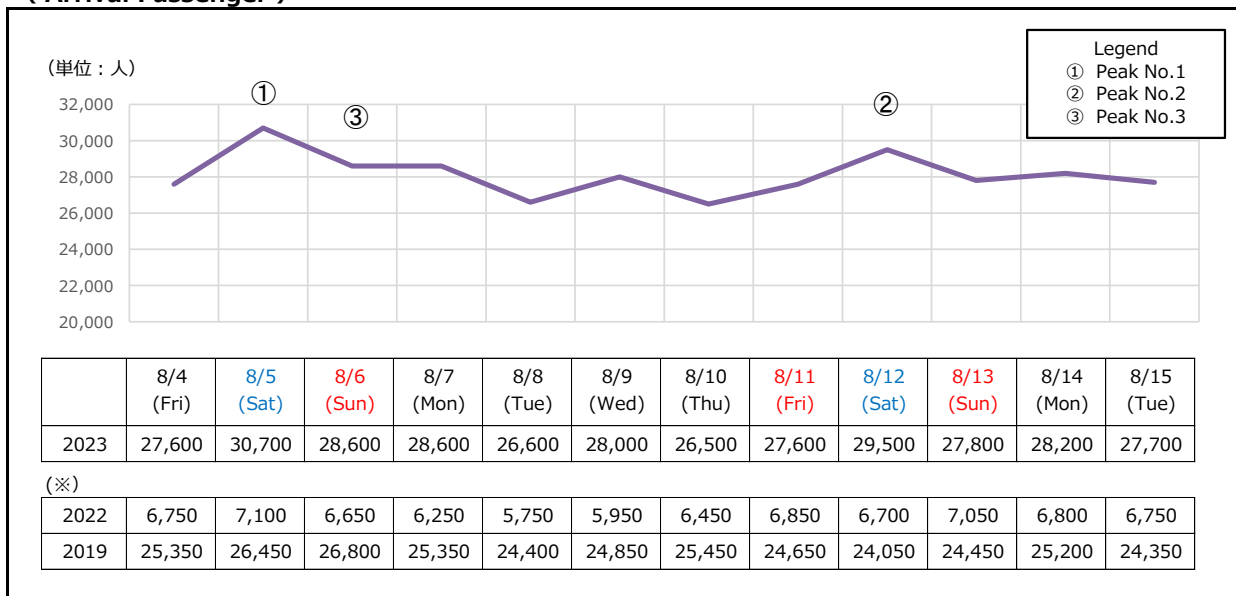 ( Arrival Passenger )
Legend
① Peak No.1
② Peak No.2
③ Peak No.3
(単位：人)
① ③ ②
32,000
30,000
28,000
26,000
24,000
22,000
20,000
8/4 8/5 8/6 8/7 8/8 8/9 8/10 8/11 8/12 8/13 8/14 8/15
(Fri) (Sat) (Sun) (Mon) (Tue) (Wed) (Thu) (Fri) (Sat) (Sun) (Mon) (Tue)
2023 27,600 30,700 28,600 28,600 26,600 28,000 26,500 27,600 29,500 27,800 28,200 27,700
(※)
2022 6,750 7,100 6,650 6,250 5,750 5,950 6,450 6,850 6,700 7,050 6,800 6,750
2019 25,350 26,450 26,800 25,350 24,400 24,850 25,450 24,650 24,050 24,450 25,200 24,350